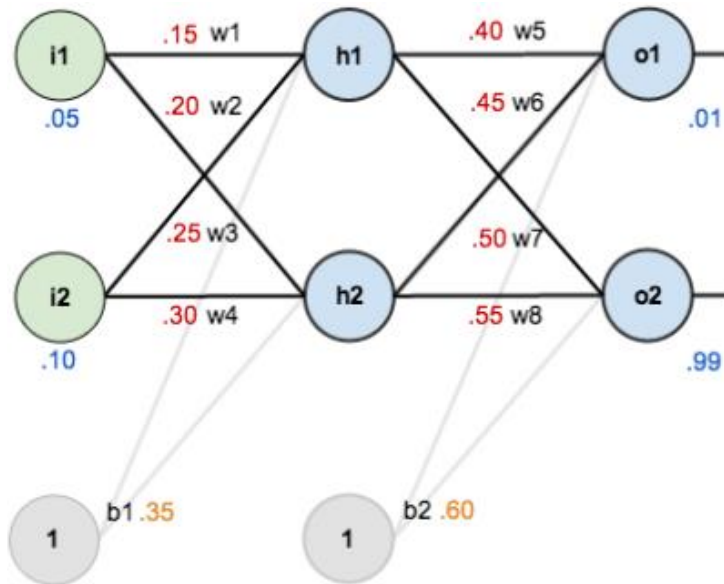 i1 .15 w1 h1 .40 w5 o1
.05 .20 w2 .45 w6 .01
.25 w3 .50 w7
i2 .30 w4 h2 .55 w8 o2
.10 .99
1 b1 .35 1 b2 .60